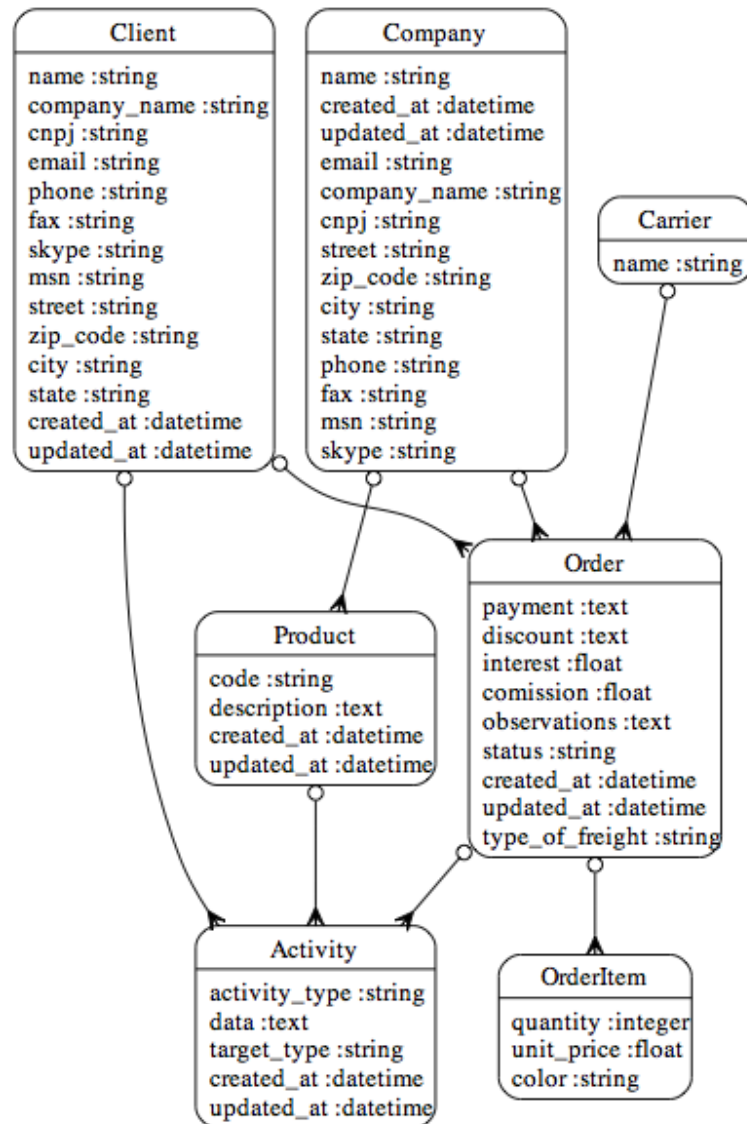 Client
name :string
company_name :string
cnpj :string
email :string
phone :string
fax :string
skype :string
msn :string
street :string
zip_code :string
city :string
state :string
created_at :datetime
updated_at :datetime
Company
name :string
created_at :datetime
updated_at :datetime
email :string
company_name :string
cnpj :string
street :string
zip_code :string
city :string
state :string
phone :string
fax :string
msn :string
skype :string
Carrier
name :string
Order
payment :text
discount :text
interest :float
comission :float
observations :text
status :string
created_at :datetime
updated_at :datetime
type_of_freight :string
Product
code :string
description :text
created_at :datetime
updated_at :datetime
Activity
activity_type :string
data :text
target_type :string
created_at :datetime
updated_at :datetime
OrderItem
quantity :integer
unit_price :float
color :string